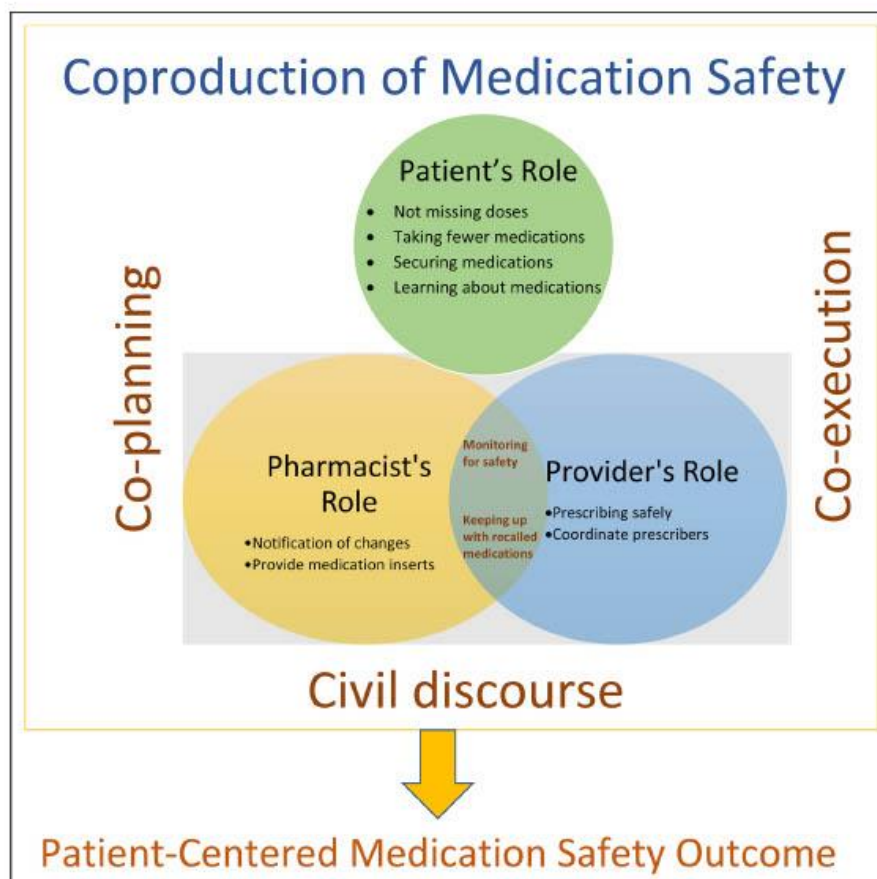 Coproduction of Medication Safety
Patient's Role
• Not missing doses
• Taking fewer medications
• Securing medications
• Learning about medications
Co-planning
Co-execution
Pharmacist's
Role
•Notification of changes
•Provide medication inserts
Monitoring
for safety
Keeping up
with recalled
medications
Provider's Role
•Prescribing safely
•Coordinate prescribers
Civil discourse
Patient-Centered Medication Safety Outcome